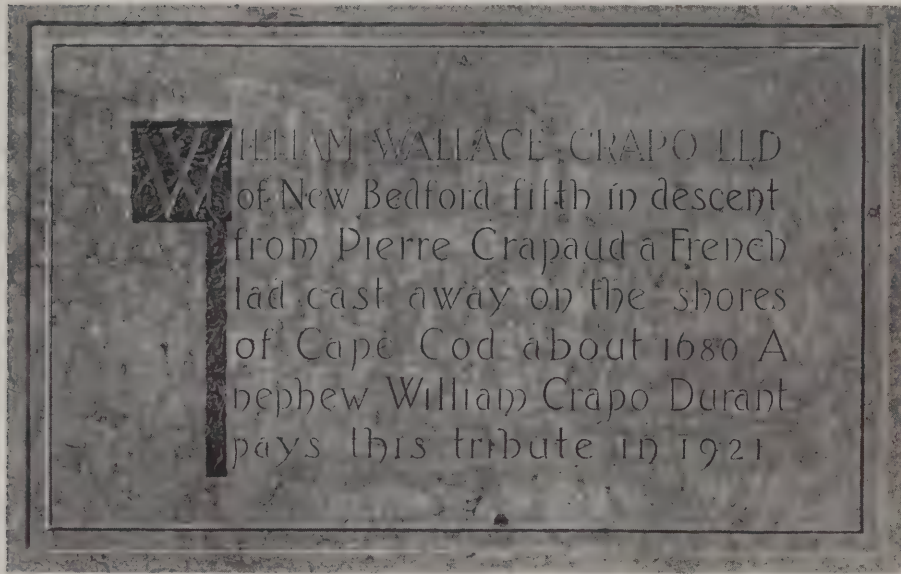 WILLIAM WALLACE CRAPO LLD
of New Bedford fifth in descent
from Pierre Crapaud a French
lad cast away on the shores
of Cape Cod about 1680 A
nephew William Crapo Durant
pays this tribute in 1921